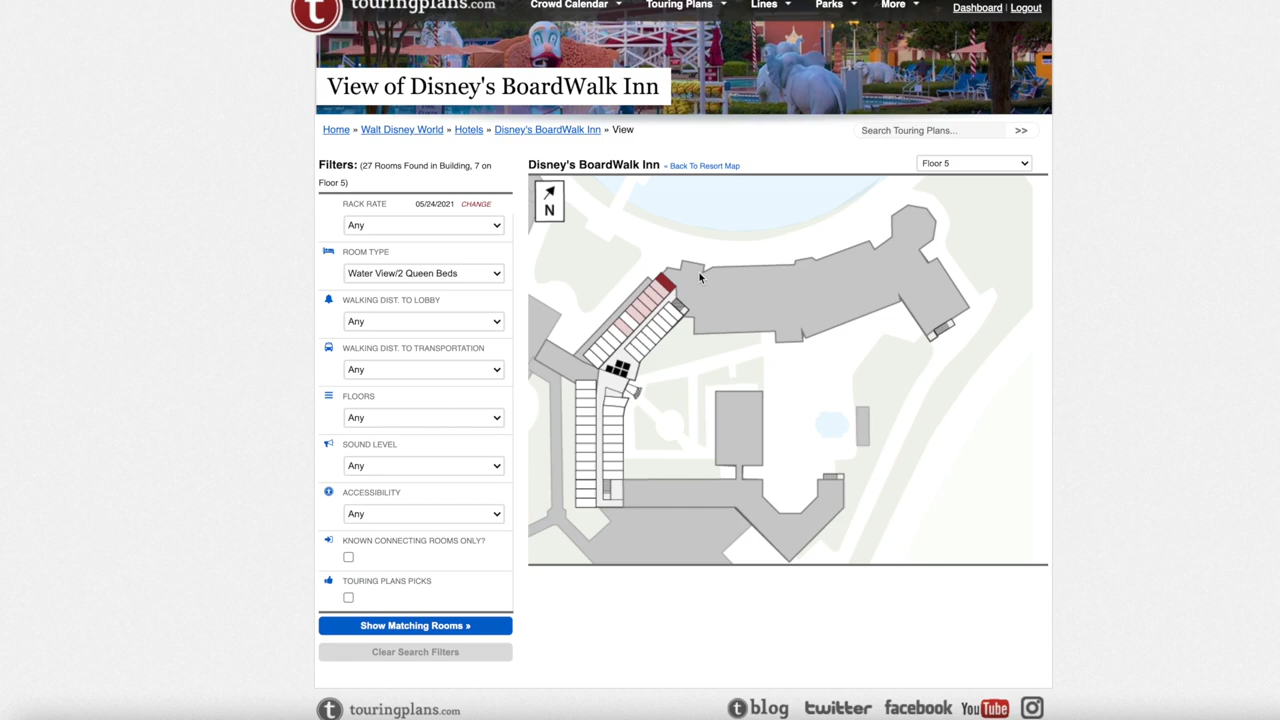 t touringplans.com
Crowd Calendar Touring Plans Lines Parks More
Dashboard | Logout
View of Disney's BoardWalk Inn
Home » Walt Disney World » Hotels » Disney's BoardWalk Inn » View
Search Touring Plans... >>
Filters: (27 Rooms Found in Building, 7 on
Floor 5)
RACK RATE 05/24/2021 CHANGE
Any
ROOM TYPE
Water View/2 Queen Beds
WALKING DIST. TO LOBBY
Any
WALKING DIST. TO TRANSPORTATION
Any
FLOORS
Any
SOUND LEVEL
Any
ACCESSIBILITY
Any
KNOWN CONNECTING ROOMS ONLY?
TOURING PLANS PICKS
Show Matching Rooms »
Clear Search Filters
Disney's BoardWalk Inn « Back To Resort Map
Floor 5
N
t touringplans.com
t blog twitter facebook YouTube